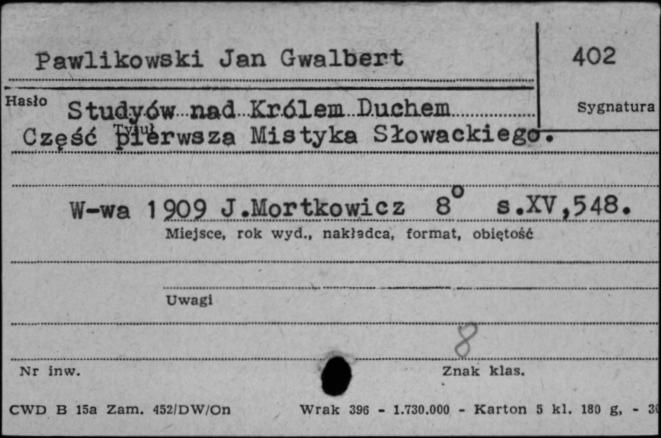 Pawlikowski Jan Gwalbert 402
Hasło Sygnatura
Studyów nad Królem Duchem
Tytuł
Część pierwsza Mistyka Słowackiego.
W-wa 1909 J.Mortkowicz 8° s.XV,548.
Miejsce, rok wyd., nakładca, format, obiętość
Uwagi
8
Nr inw. Znak klas.
CWD B 15a Zam. 452/DW/On Wrak 396 - 1.730.000 - Karton 5 kl. 180 g, -